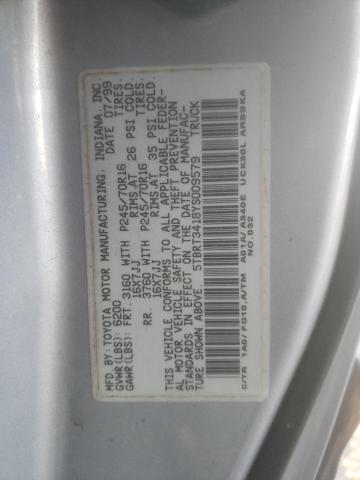 MFD.BY:TOYOTA MOTOR MANUFACTURING, INDIANA, INC.
GVWR(LBS): 6200 DATE 07/99
GAWR(LBS): FRT. 3160 WITH P245/70R16 TIRES,
16X7JJ RIMS,AT 26 PSI COLD.
RR. 3760 WITH P245/70R16 TIRES,
16X7JJ RIMS,AT 35 PSI COLD.
THIS VEHICLE CONFORMS TO ALL APPLICABLE FEDER-
AL MOTOR VEHICLE SAFETY AND THEFT PREVENTION
STANDARDS IN EFFECT ON THE DATE OF MANUFAC-
TURE SHOWN ABOVE. 5TBRT3418YS009579 TRUCK
C/TR 1A0/FG10.A/TM A01A/A340E UCK30L ARSSKA
NO.032